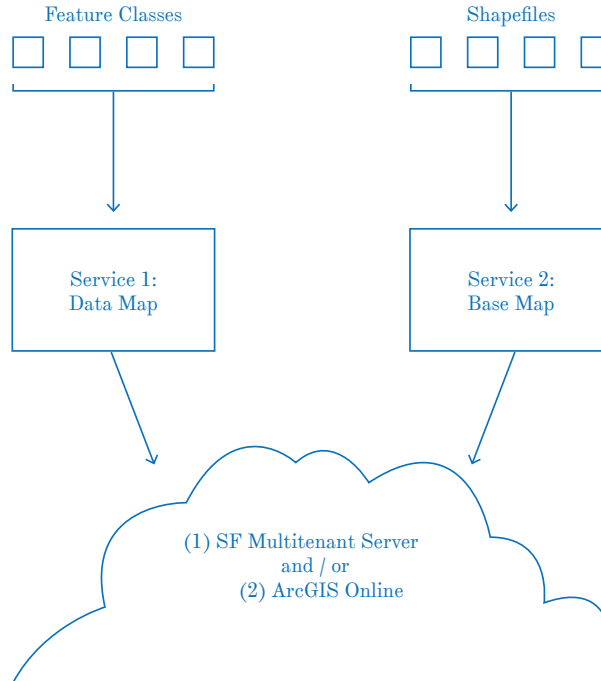 Feature Classes
Shapefiles
Service 1:
Data Map
Service 2:
Base Map
(1) SF Multitenant Server
and / or
(2) ArcGIS Online